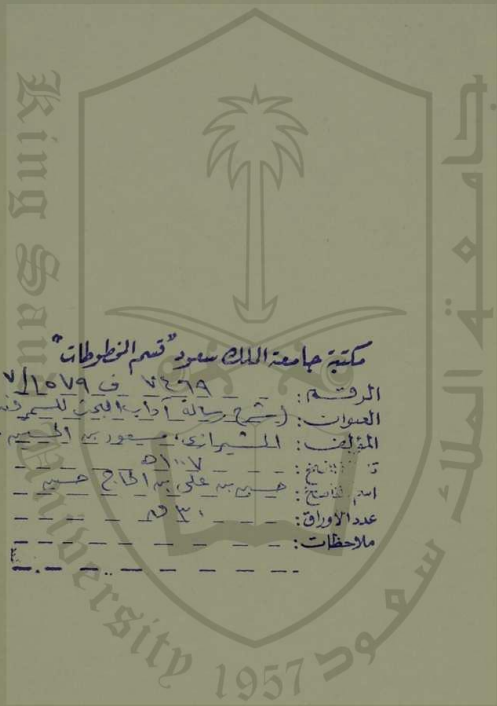 مكتبة جامعة الملك سعود "قسم المخطوطات"
الرقم: ٧٤٦٩ ف ١٥٧٩/٧
العنوان: (شرح رسالة آداب البحث للسمرقند
المؤلف: الشيرازي، مسعود بن الحسين
تاريخ النسخ: ١١٠٧هـ
اسم الناسخ: حسين بن علي بن الحاج حسين
عدد الأوراق: ٣٠ ق
ملاحظات:
King Saud University
1957
جامعة الملك سعود